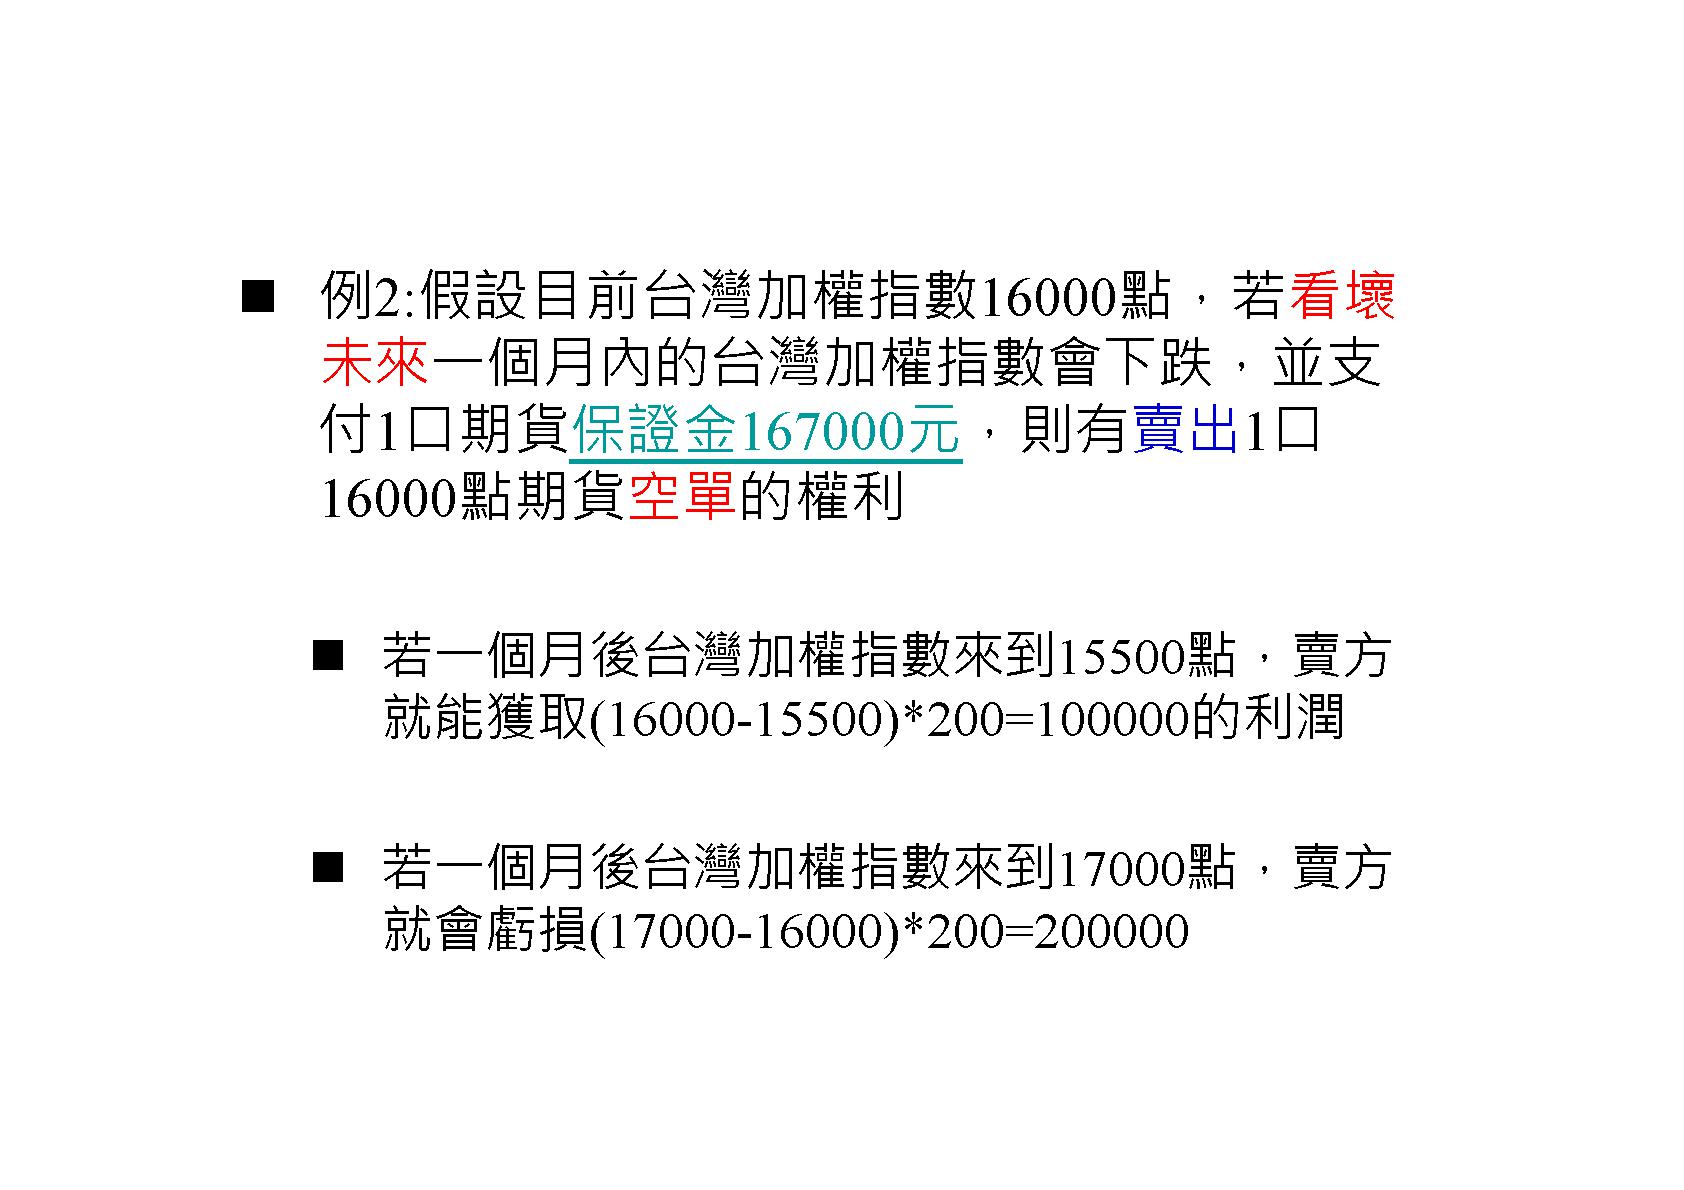 ■ 例2:假設目前台灣加權指數16000點，若看壞
未來一個月內的台灣加權指數會下跌，並支
付1口期貨保證金167000元，則有賣出1口
16000點期貨空單的權利
■ 若一個月後台灣加權指數來到15500點，賣方
就能獲取(16000-15500)*200=100000的利潤
■ 若一個月後台灣加權指數來到17000點，賣方
就會虧損(17000-16000)*200=200000